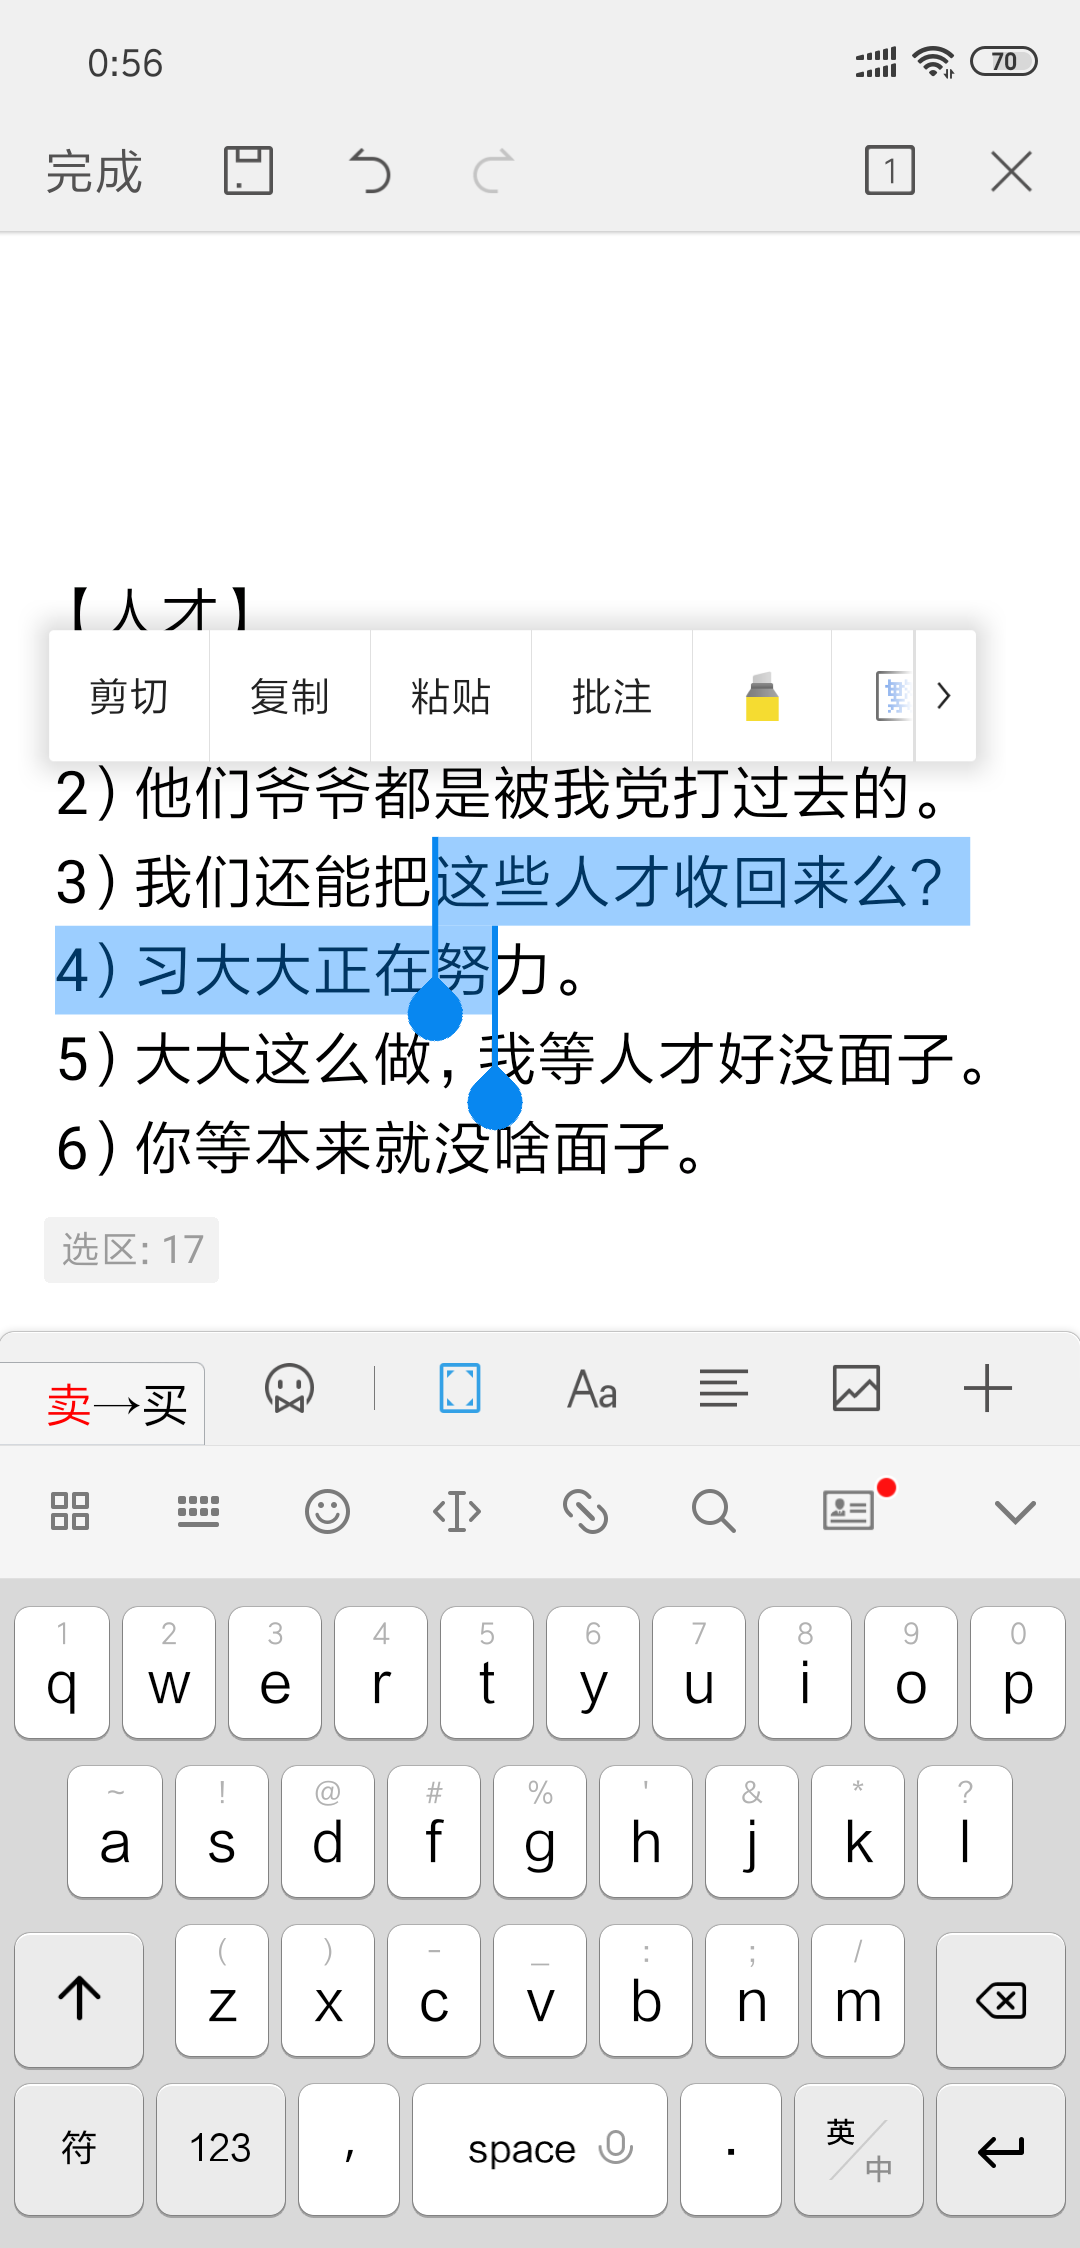 0:56
70
完成
1
【人才】
剪切 复制 粘贴 批注
2）他们爷爷都是被我党打过去的。
3）我们还能把这些人才收回来么？
4）习大大正在努力。
5）大大这么做，我等人才好没面子。
6）你等本来就没啥面子。
选区: 17
卖→买
Aa
1 2 3 4 5 6 7 8 9 0
q w e r t y u i o p
~ ! @ # % ' & * ?
a s d f g h j k l
( ) - _ : ; /
z x c v b n m
符 123 , space . 英/中